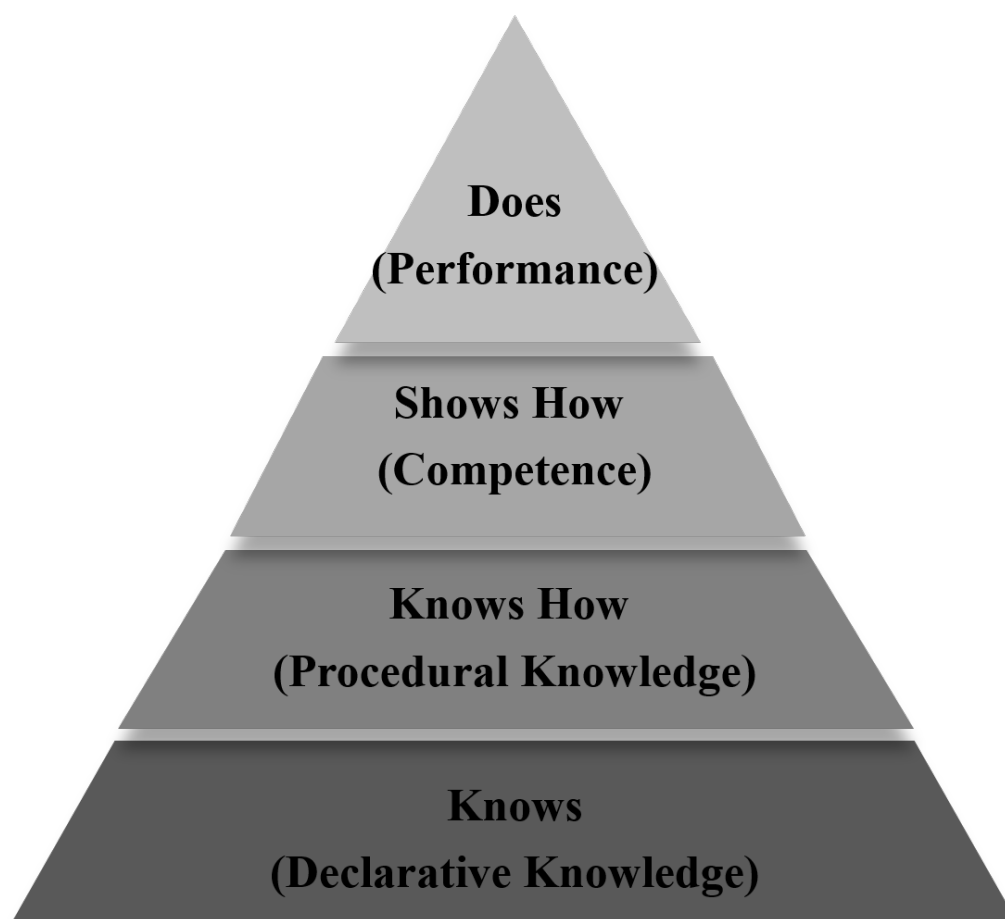 Does
(Performance)
Shows How
(Competence)
Knows How
(Procedural Knowledge)
Knows
(Declarative Knowledge)